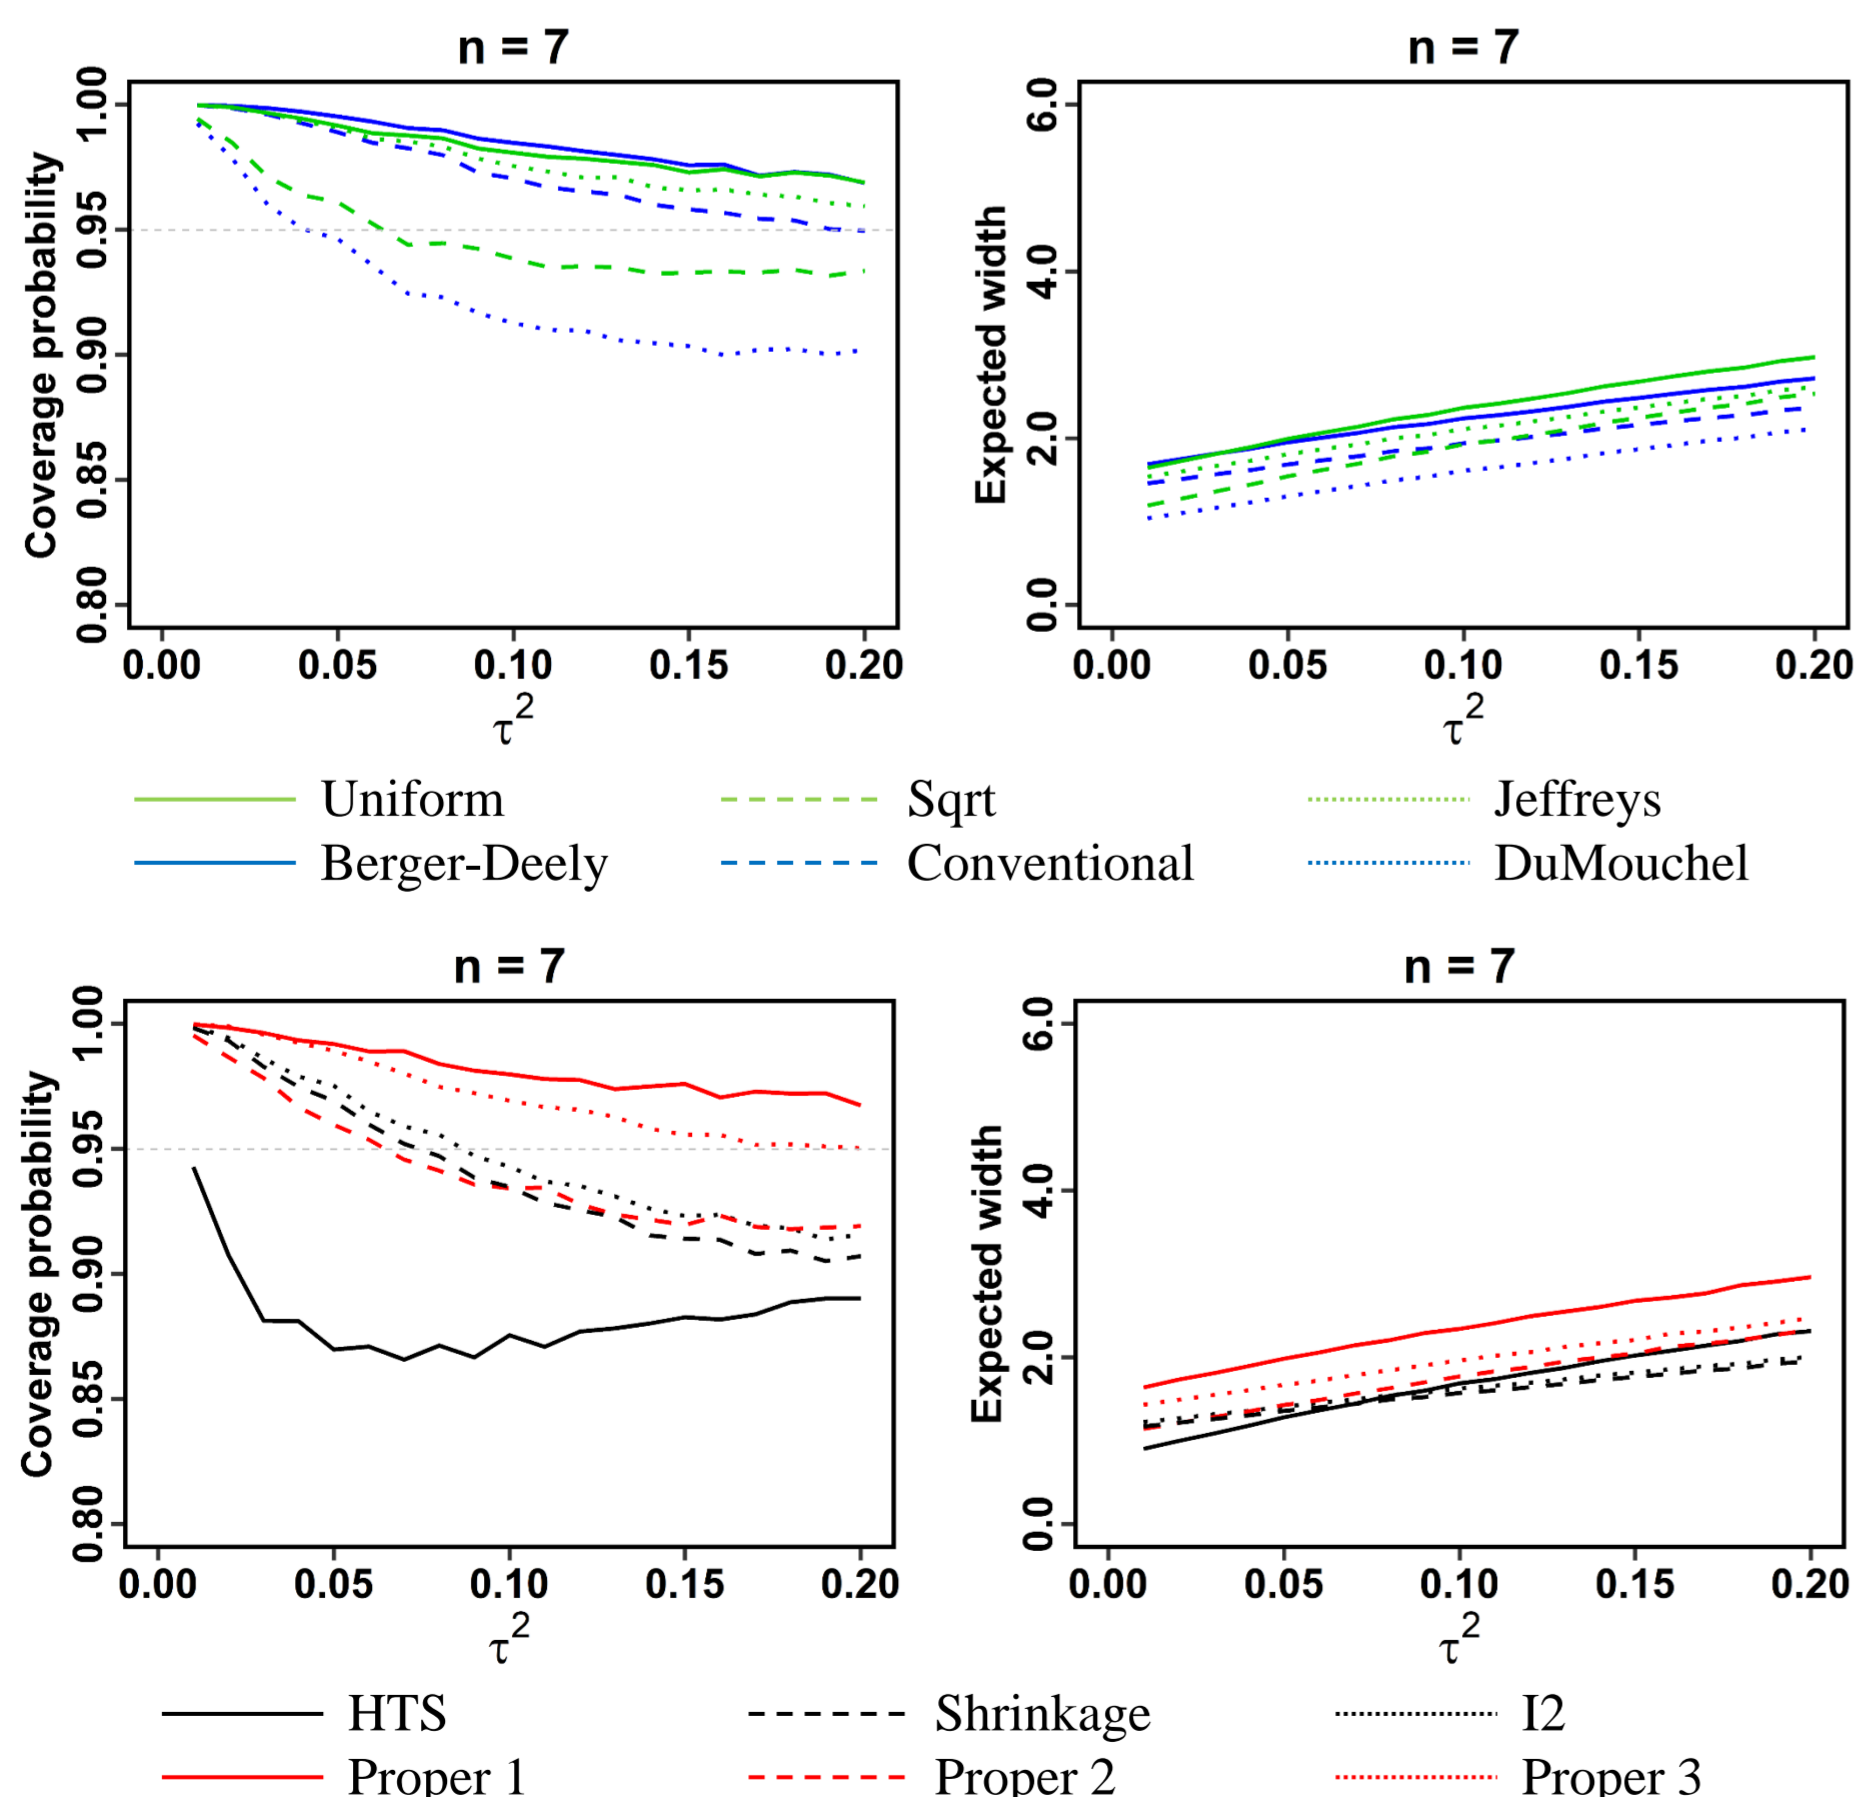 n = 7
n = 7
Coverage probability
1.00
0.95
0.90
0.85
0.80
0.00 0.05 0.10 0.15 0.20
τ2
Expected width
6.0
4.0
2.0
0.0
0.00 0.05 0.10 0.15 0.20
τ2
Uniform Sqrt Jeffreys
Berger-Deely Conventional DuMouchel
n = 7
n = 7
Coverage probability
1.00
0.95
0.90
0.85
0.80
0.00 0.05 0.10 0.15 0.20
τ2
Expected width
6.0
4.0
2.0
0.0
0.00 0.05 0.10 0.15 0.20
τ2
HTS Shrinkage I2
Proper 1 Proper 2 Proper 3